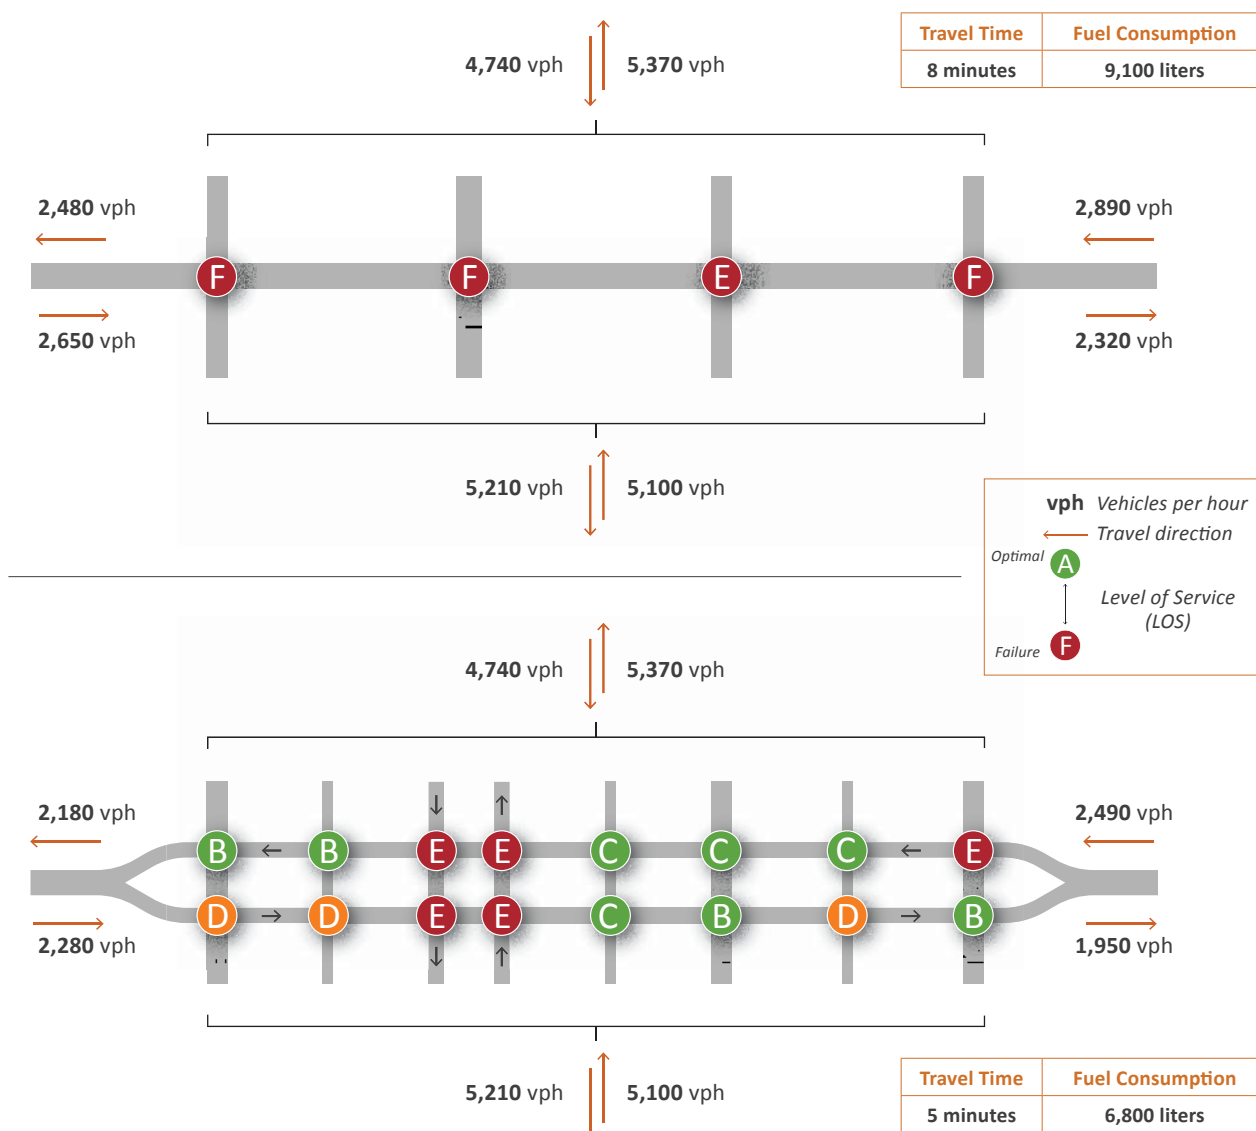 Travel Time Fuel Consumption
8 minutes 9,100 liters
4,740 vph 5,370 vph
2,480 vph 2,890 vph
F F E F
2,650 vph 2,320 vph
5,210 vph 5,100 vph
vph Vehicles per hour
Travel direction
Optimal A
Level of Service
(LOS)
Failure F
4,740 vph 5,370 vph
2,180 vph 2,490 vph
B B E E C C C E
D D E E C B D B
2,280 vph 1,950 vph
5,210 vph 5,100 vph
Travel Time Fuel Consumption
5 minutes 6,800 liters